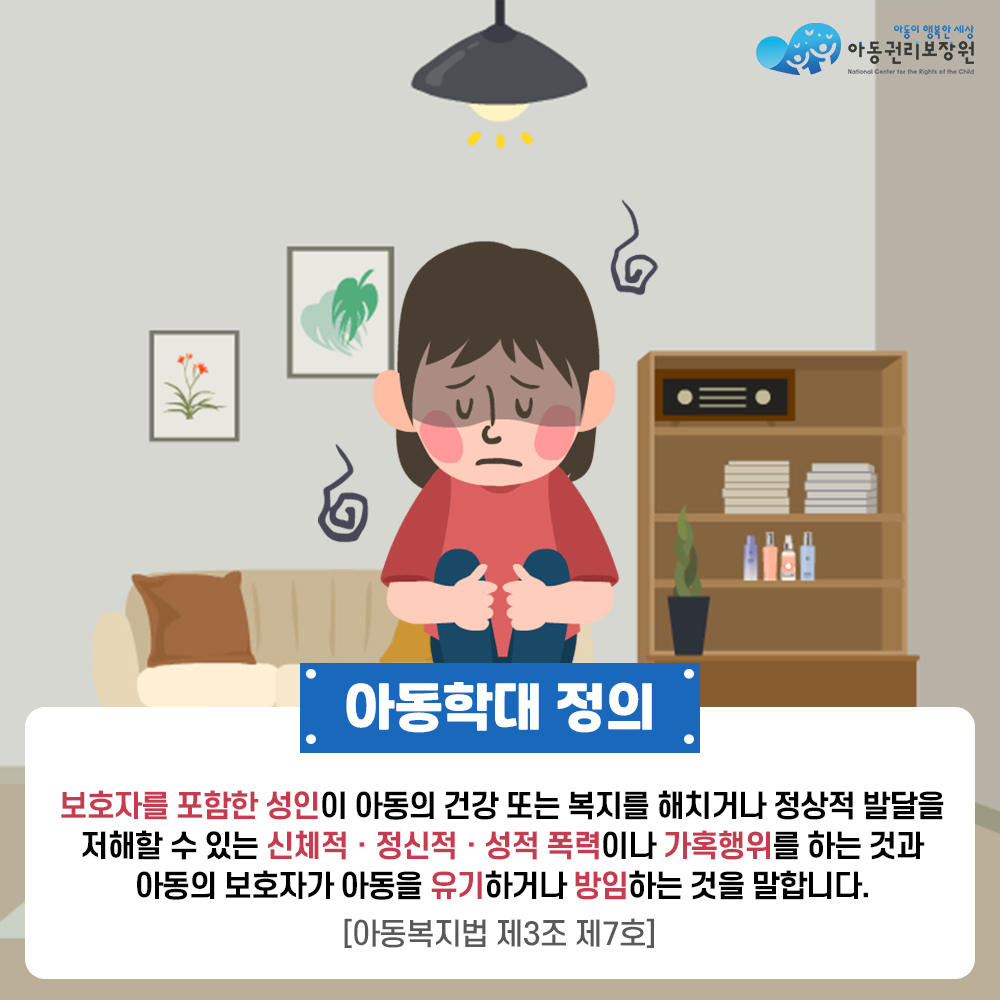 아동이 행복한 세상
아동권리보장원
National Center for the Rights of the Child
아동학대 정의
보호자를 포함한 성인이 아동의 건강 또는 복지를 해치거나 정상적 발달을
저해할 수 있는 신체적·정신적·성적 폭력이나 가혹행위를 하는 것과
아동의 보호자가 아동을 유기하거나 방임하는 것을 말합니다.
[아동복지법 제3조 제7호]